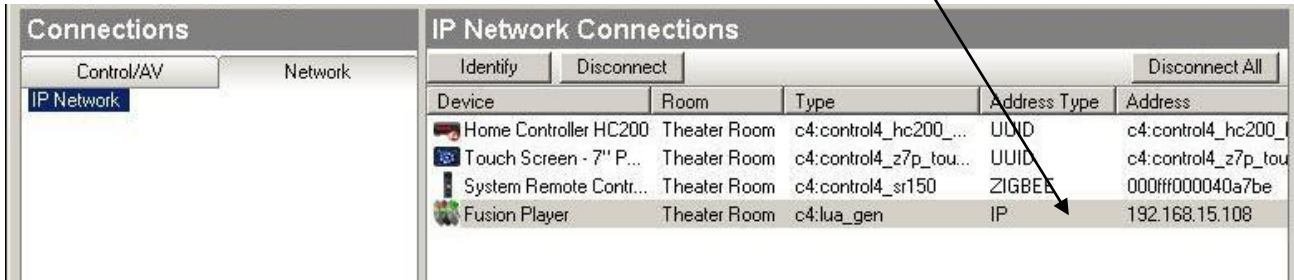 Connections
IP Network Connections
Control/AV Network
Identify Disconnect Disconnect All
IP Network
Device Room Type Address Type Address
Home Controller HC200 Theater Room c4:control4_hc200_... UUID c4:control4_hc200_
Touch Screen - 7" P... Theater Room c4:control4_z7p_tou... UUID c4:control4_z7p_tou
System Remote Contr... Theater Room c4:control4_sr150 ZIGBEE 000fff000040a7be
Fusion Player Theater Room c4:lua_gen IP 192.168.15.108